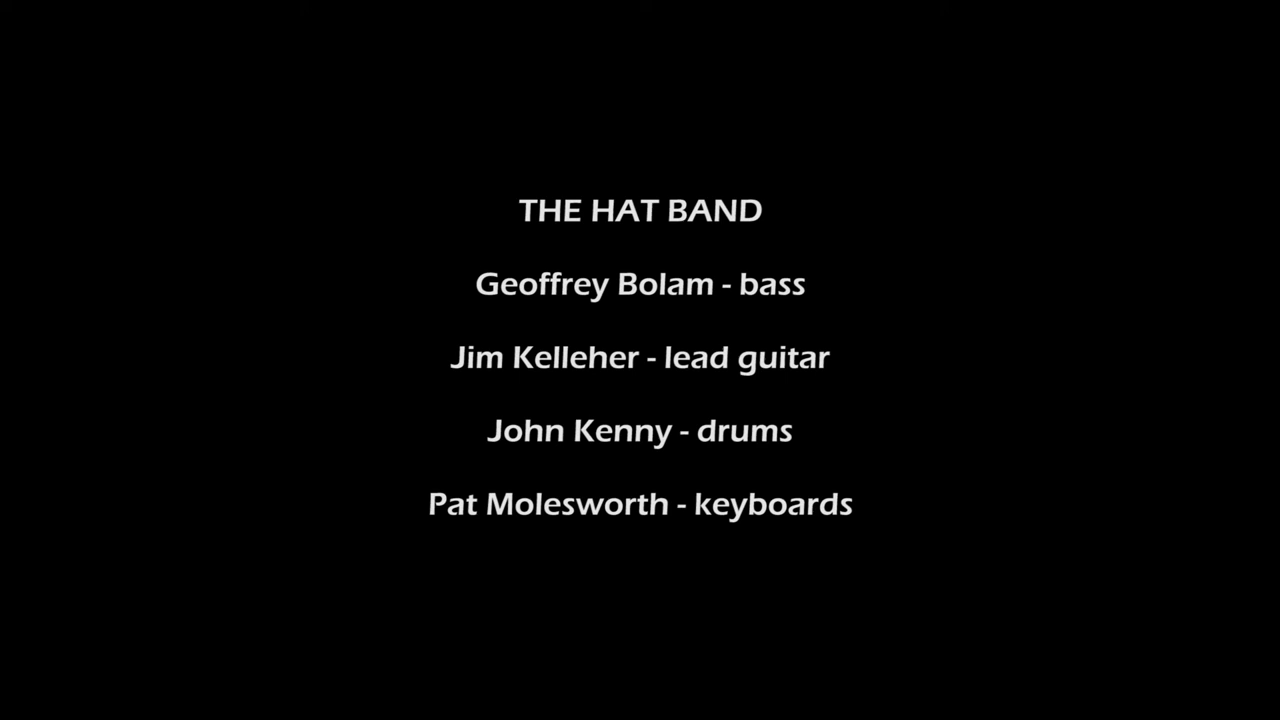 THE HAT BAND
Geoffrey Bolam - bass
Jim Kelleher - lead guitar
John Kenny - drums
Pat Molesworth - keyboards